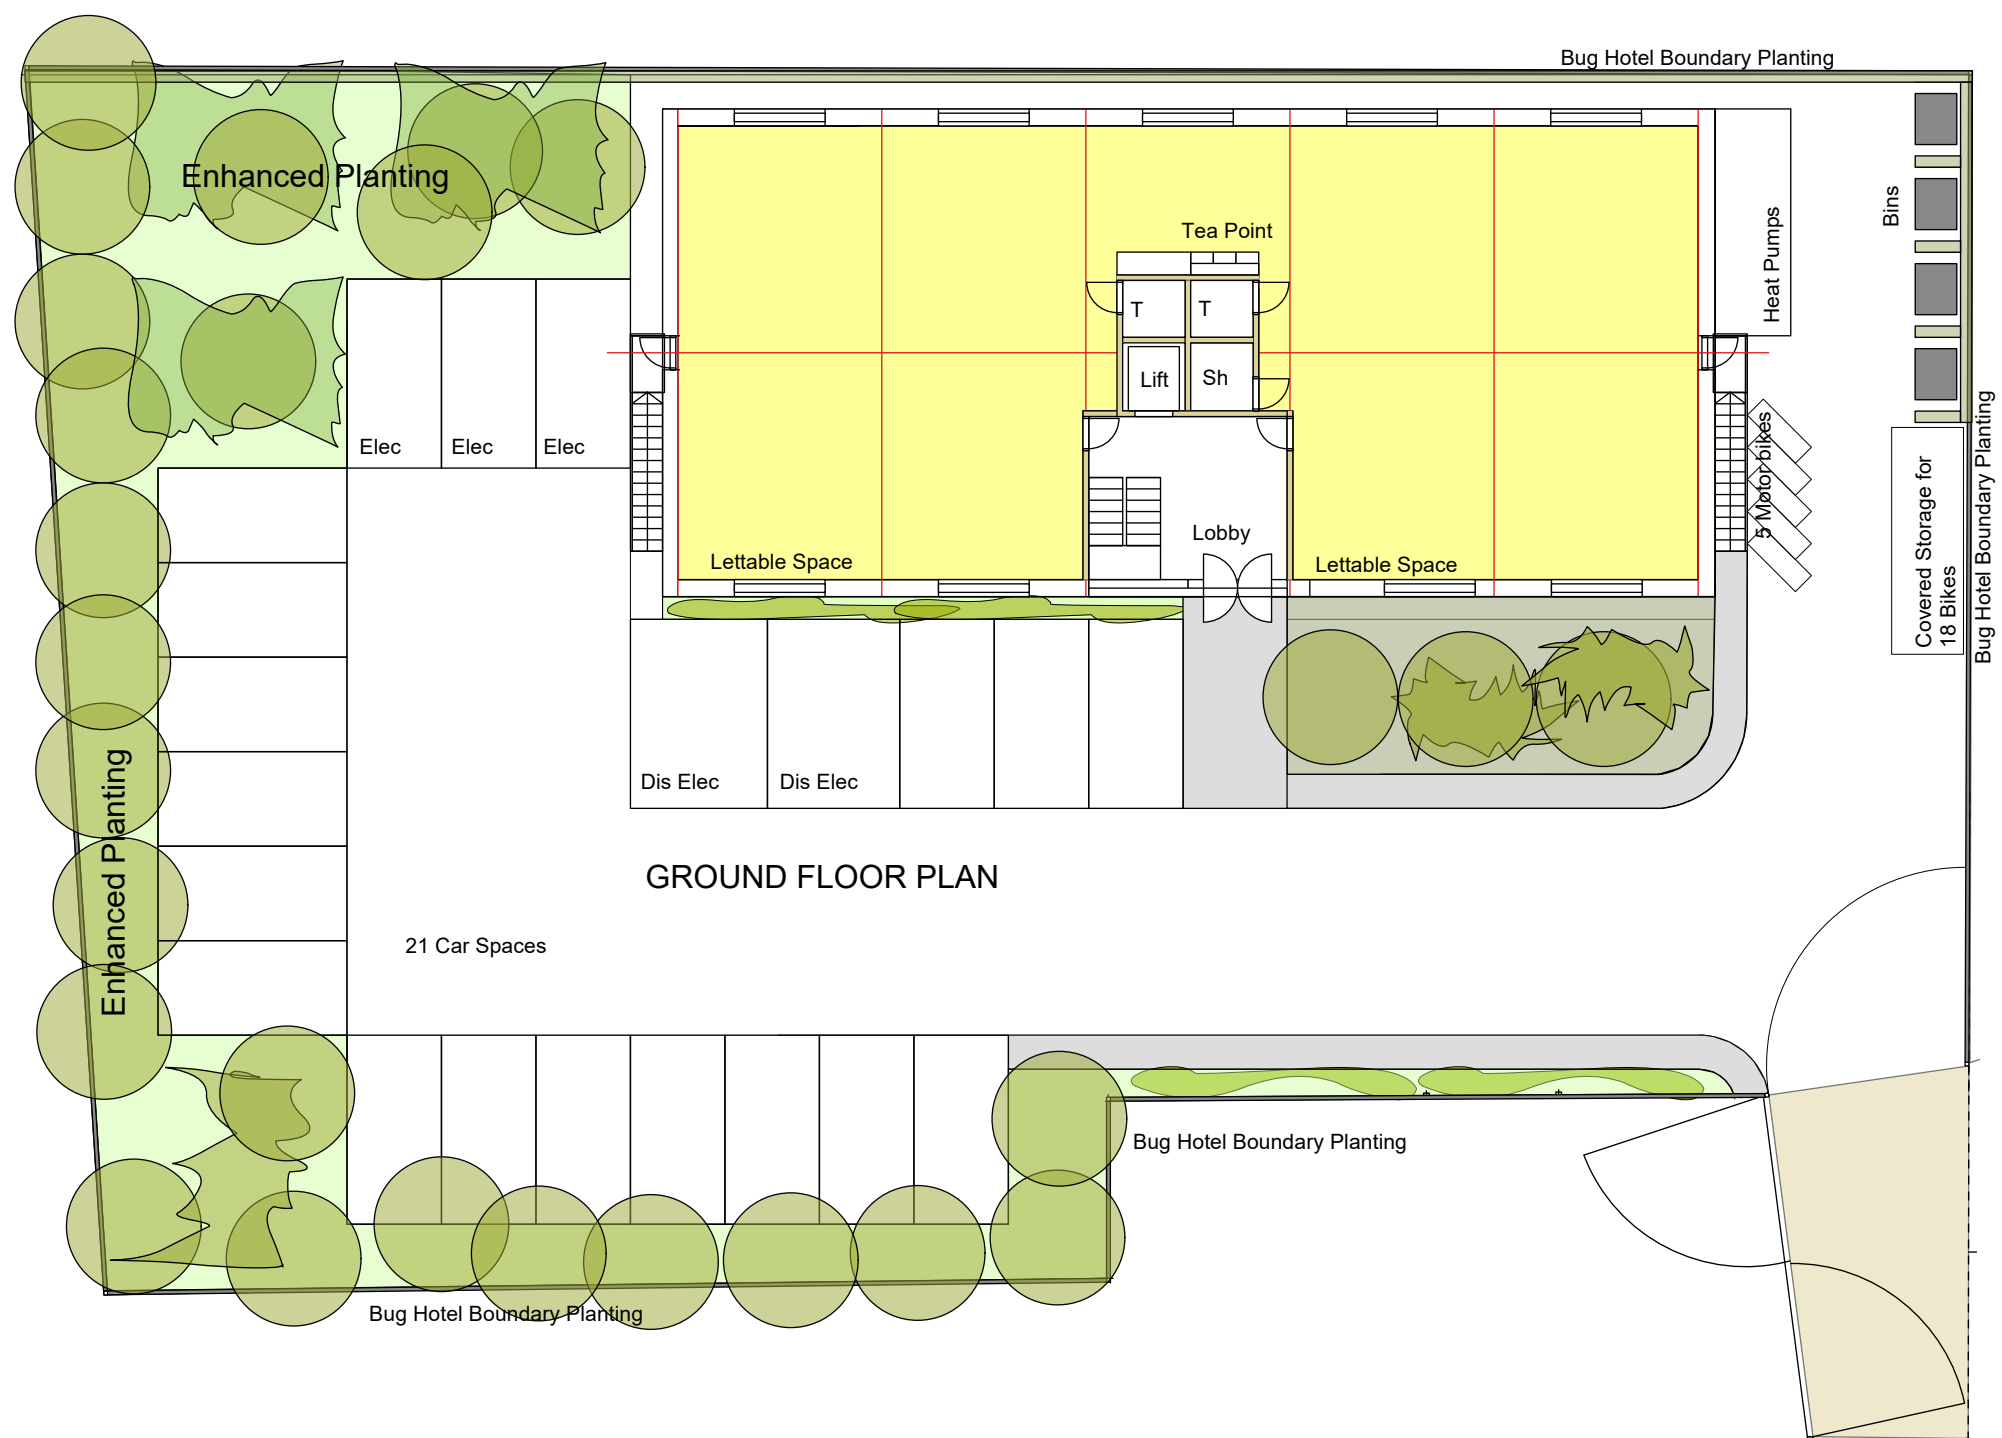 Bug Hotel Boundary Planting
Enhanced Planting
Bins
Tea Point
Heat Pumps
T
T
Lift
Sh
Elec
Elec
Elec
5 Motorbikes
Covered Storage for
18 Bikes
Bug Hotel Boundary Planting
Lobby
Lettable Space
Lettable Space
Dis Elec
Dis Elec
Enhanced Planting
GROUND FLOOR PLAN
21 Car Spaces
Bug Hotel Boundary Planting
Bug Hotel Boundary Planting